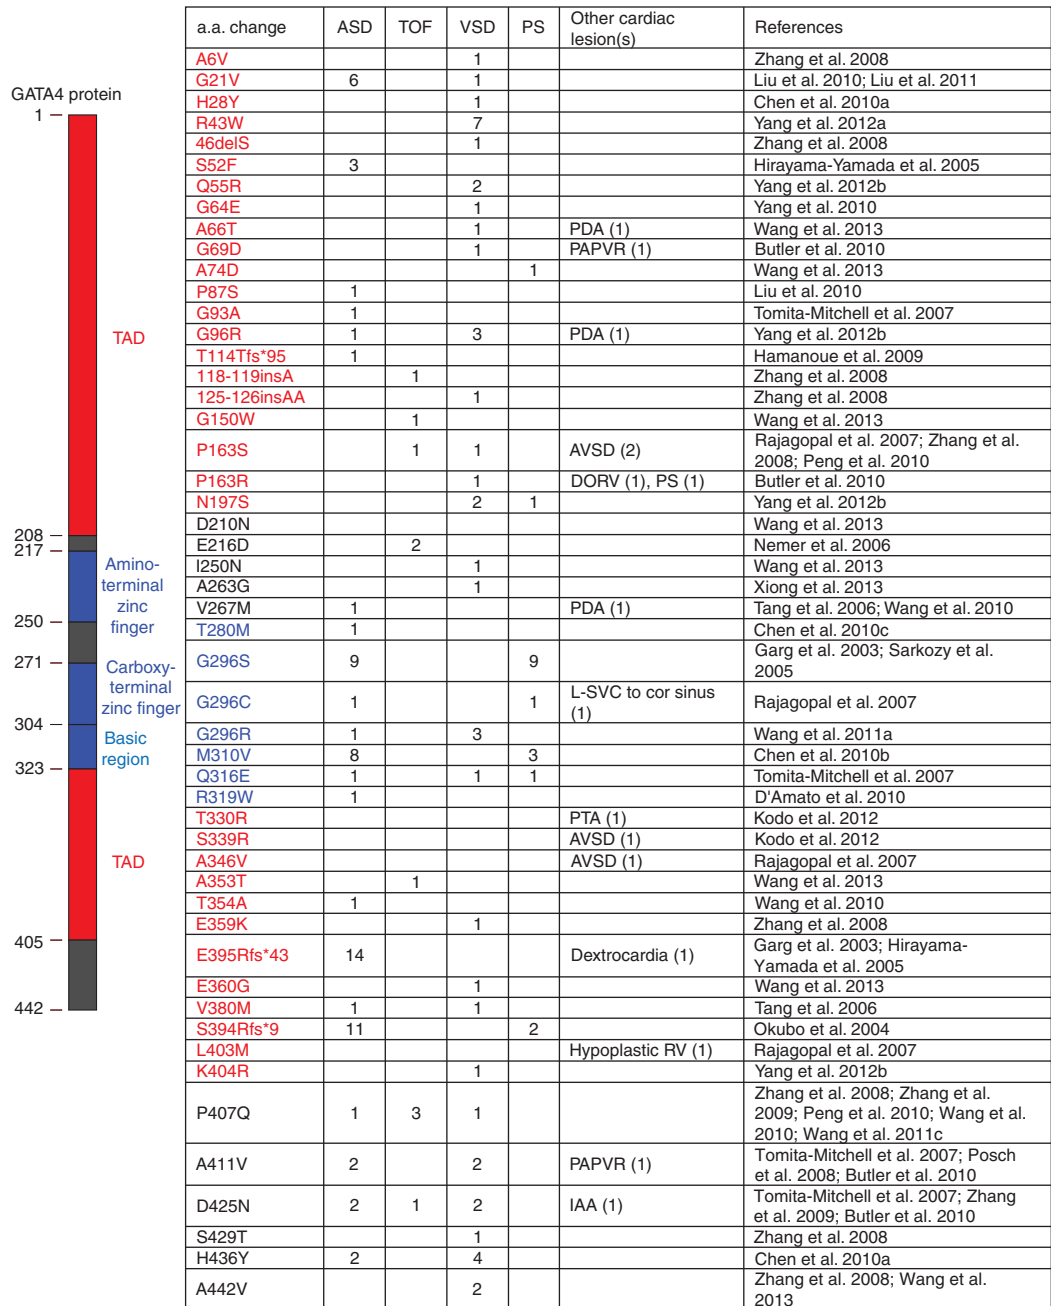 GATA4 protein
1
208
217
250
271
304
323
405
442
TAD
Amino-
terminal
zinc
finger
Carboxy-
terminal
zinc finger
Basic
region
TAD
a.a. change ASD TOF VSD PS Other cardiac lesion(s) References
A6V 1 Zhang et al. 2008
G21V 6 1 Liu et al. 2010; Liu et al. 2011
H28Y 1 Chen et al. 2010a
R43W 7 Yang et al. 2012a
46delS 1 Zhang et al. 2008
S52F 3 Hirayama-Yamada et al. 2005
Q55R 2 Yang et al. 2012b
G64E 1 Yang et al. 2010
A66T 1 PDA (1) Wang et al. 2013
G69D 1 PAPVR (1) Butler et al. 2010
A74D 1 Wang et al. 2013
P87S 1 Liu et al. 2010
G93A 1 Tomita-Mitchell et al. 2007
G96R 1 3 PDA (1) Yang et al. 2012b
T114Tfs*95 1 Hamanoue et al. 2009
118-119insA 1 Zhang et al. 2008
125-126insAA 1 Zhang et al. 2008
G150W 1 Wang et al. 2013
P163S 1 1 AVSD (2) Rajagopal et al. 2007; Zhang et al.
2008; Peng et al. 2010
P163R 1 DORV (1), PS (1) Butler et al. 2010
N197S 2 1 Yang et al. 2012b
D210N Wang et al. 2013
E216D 2 Nemer et al. 2006
I250N 1 Wang et al. 2013
A263G 1 Xiong et al. 2013
V267M 1 PDA (1) Tang et al. 2006; Wang et al. 2010
T280M 1 Chen et al. 2010c
G296S 9 9 Garg et al. 2003; Sarkozy et al.
2005
G296C 1 1 L-SVC to cor sinus
(1) Rajagopal et al. 2007
G296R 1 3 Wang et al. 2011a
M310V 8 3 Chen et al. 2010b
Q316E 1 1 1 Tomita-Mitchell et al. 2007
R319W 1 D'Amato et al. 2010
T330R PTA (1) Kodo et al. 2012
S339R AVSD (1) Kodo et al. 2012
A346V AVSD (1) Rajagopal et al. 2007
A353T 1 Wang et al. 2013
T354A 1 Wang et al. 2010
E359K 1 Zhang et al. 2008
E395Rfs*43 14 Dextrocardia (1) Garg et al. 2003; Hirayama-
Yamada et al. 2005
E360G 1 Wang et al. 2013
V380M 1 1 Tang et al. 2006
S394Rfs*9 11 2 Okubo et al. 2004
L403M Hypoplastic RV (1) Rajagopal et al. 2007
K404R 1 Yang et al. 2012b
P407Q 1 3 1 Zhang et al. 2008; Zhang et al.
2009; Peng et al. 2010; Wang et al.
2010; Wang et al. 2011c
A411V 2 2 PAPVR (1) Tomita-Mitchell et al. 2007; Posch
et al. 2008; Butler et al. 2010
D425N 2 1 2 IAA (1) Tomita-Mitchell et al. 2007; Zhang
et al. 2009; Butler et al. 2010
S429T 1 Zhang et al. 2008
H436Y 2 4 Chen et al. 2010a
A442V 2 Zhang et al. 2008; Wang et al.
2013